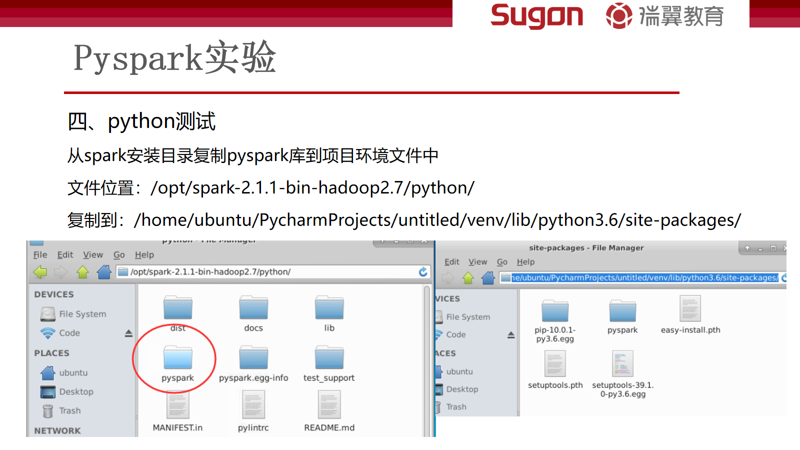 Sugon 瑞翼教育
Pyspark实验
四、python测试
从spark安装目录复制pyspark库到项目环境文件中
文件位置：/opt/spark-2.1.1-bin-hadoop2.7/python/
复制到：/home/ubuntu/PycharmProjects/untitled/venv/lib/python3.6/site-packages/
python - File Manager
File Edit View Go Help
/opt/spark-2.1.1-bin-hadoop2.7/python/
DEVICES
File System
Code
PLACES
ubuntu
Desktop
Trash
NETWORK
dist
docs
lib
pyspark
pyspark.egg-info
test_support
MANIFEST.in
pylintrc
README.md
site-packages - File Manager
Edit View Go Help
me/ubuntu/PycharmProjects/untitled/venv/lib/python3.6/site-packages/
VICES
File System
Code
ACES
ubuntu
Desktop
Trash
pip-10.0.1-
py3.6.egg
pyspark
easy-install.pth
setuptools.pth
setuptools-39.1.
0-py3.6.egg